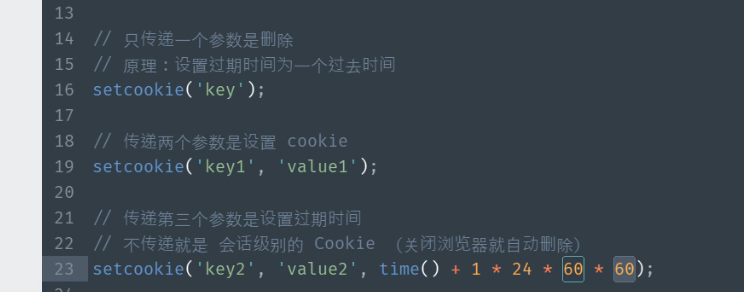 13
14 // 只传递一个参数是删除
15 // 原理：设置过期时间为一个过去时间
16 setcookie('key');
17
18 // 传递两个参数是设置 cookie
19 setcookie('key1', 'value1');
20
21 // 传递第三个参数是设置过期时间
22 // 不传递就是 会话级别的 Cookie （关闭浏览器就自动删除）
23 setcookie('key2', 'value2', time() + 1 * 24 * 60 * 60);